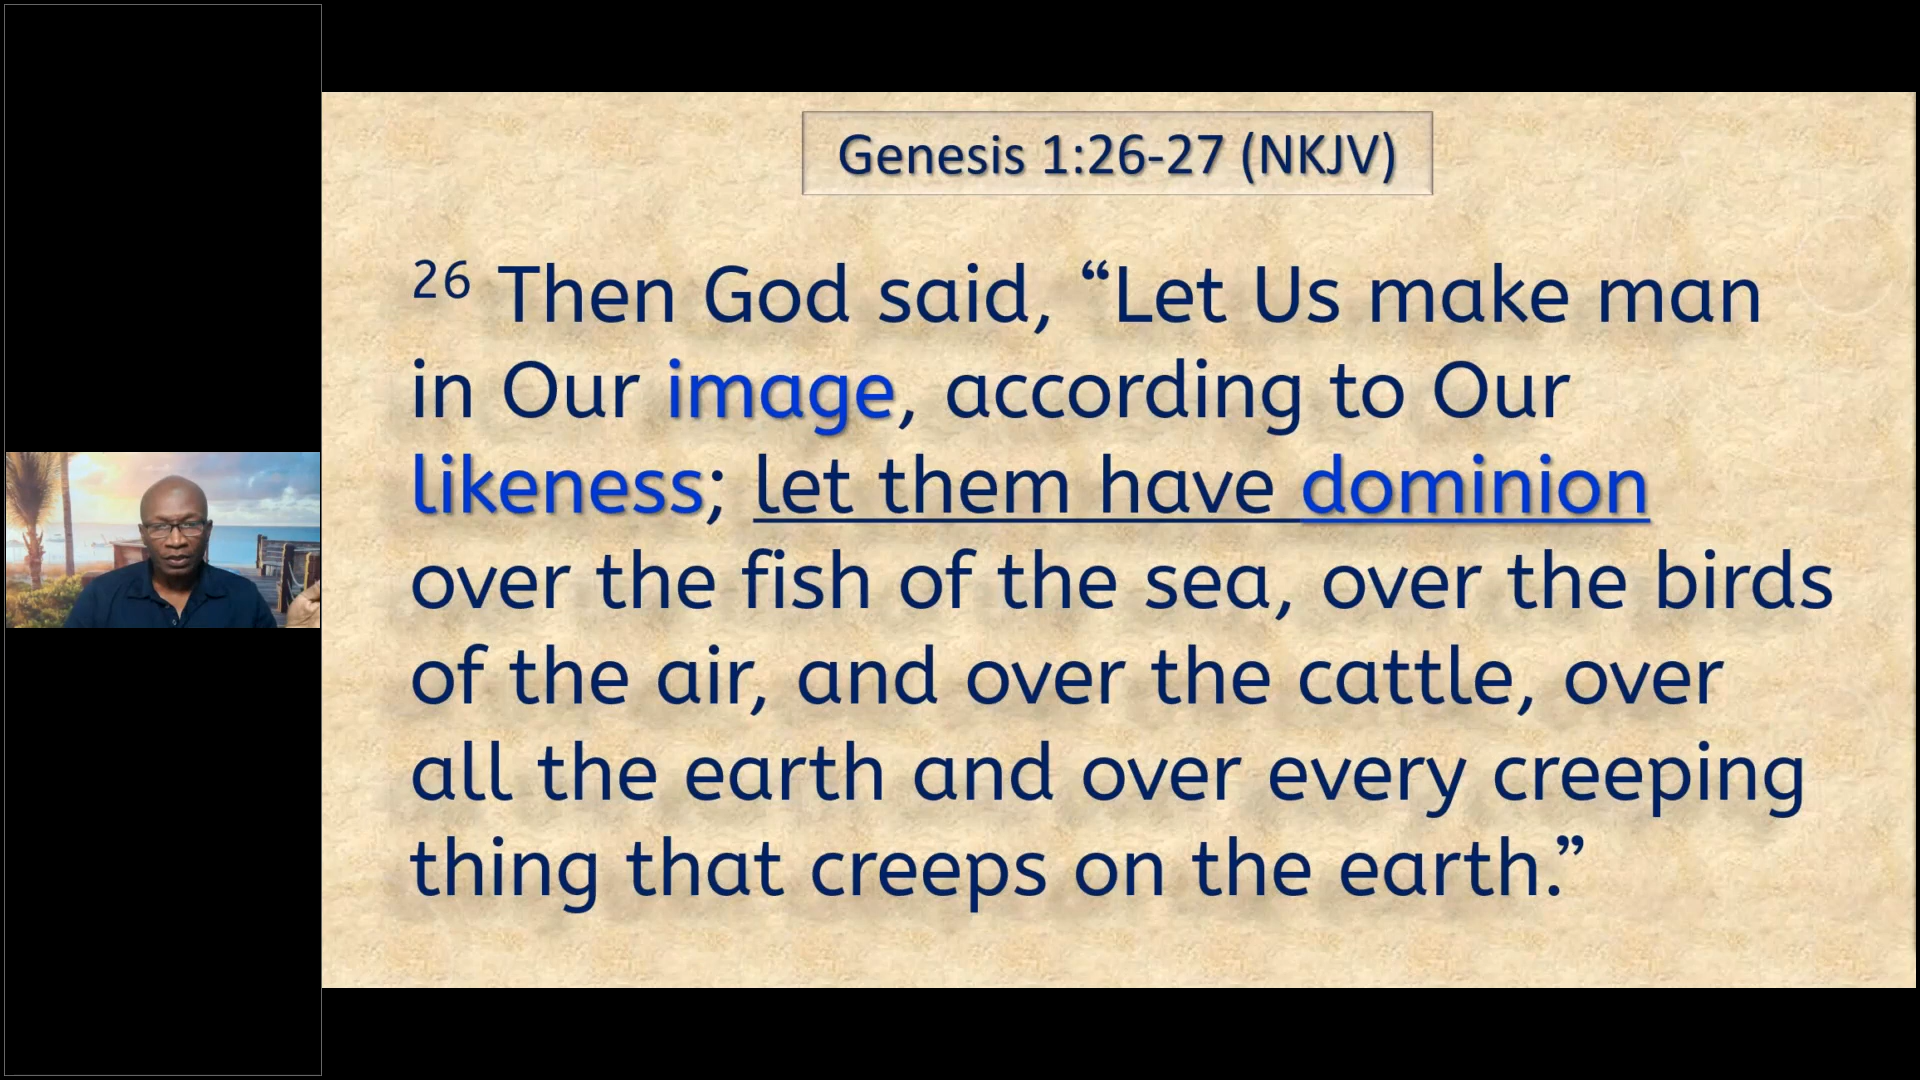 Genesis 1:26-27 (NKJV)
26 Then God said, “Let Us make man
in Our image, according to Our
likeness; let them have dominion
over the fish of the sea, over the birds
of the air, and over the cattle, over
all the earth and over every creeping
thing that creeps on the earth.”